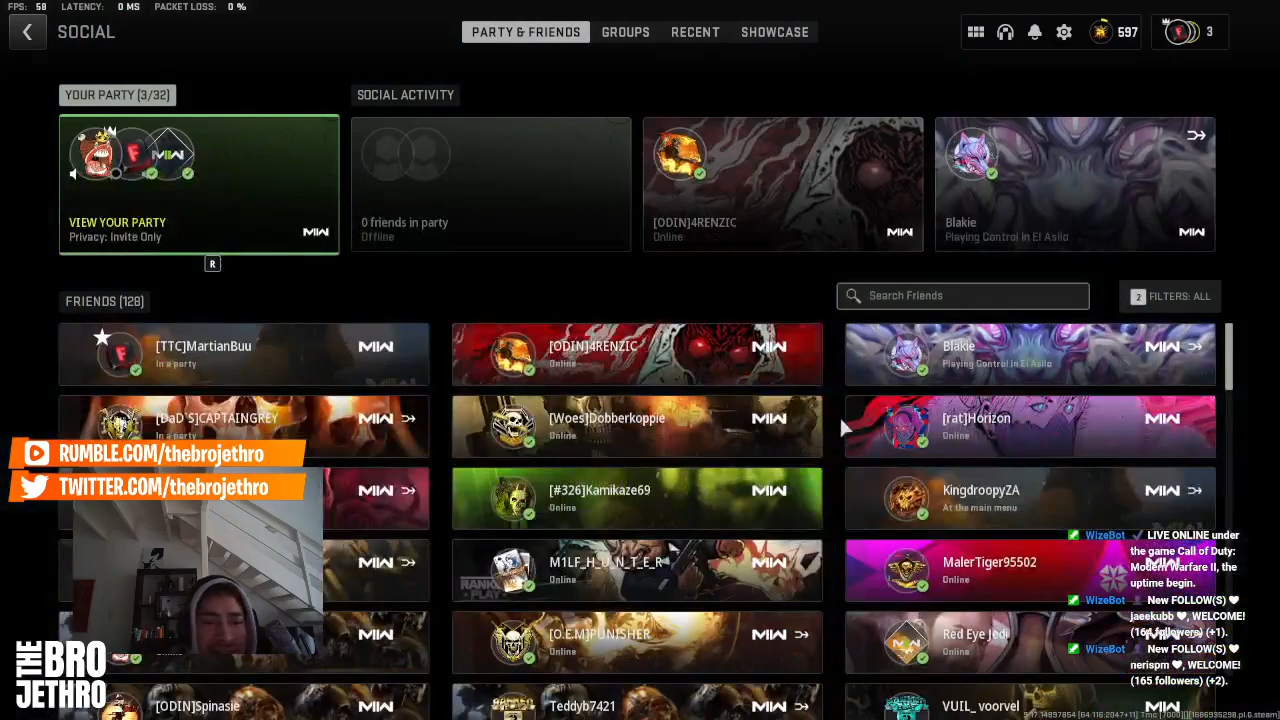 FPS: 58 LATENCY: 0 MS PACKET LOSS: 0 %
SOCIAL
PARTY & FRIENDS GROUPS RECENT SHOWCASE
597 3
YOUR PARTY (3/32)
SOCIAL ACTIVITY
VIEW YOUR PARTY
Privacy: Invite Only
0 friends in party
Offline
[ODIN]4RENZIC
Online
Blakie
Playing Control in El Asilo
R
FRIENDS (128)
Search Friends
2 FILTERS: ALL
[TTC]MartianBuu
In a party
[ODIN]4RENZIC
Online
Blakie
Playing Control in El Asilo
[DaD'S]CAPTAINGREY
In a party
[Woes]Dobberkoppie
Online
[rat]Horizon
Online
[#326]Kamikaze69
Online
KingdroopyZA
At the main menu
M1LF_H_U_N_T_E_R
Online
MalerTiger95502
Online
[O.E.M]PUNISHER
Online
Red Eye Jedi
Online
[ODIN]Spinasie
Teddyb7421
VUIL_voorvel
RUMBLE.COM/thebrojethro
TWITTER.COM/thebrojethro
THE
BRO
JETHRO
WizeBot LIVE ONLINE under
the game Call of Duty:
Modern Warfare II, the
uptime begin.
WizeBot New FOLLOW(S)
jaeekubb, WELCOME!
(164 followers) (+1).
WizeBot New FOLLOW(S)
nerispm, WELCOME!
(165 followers) (+2).